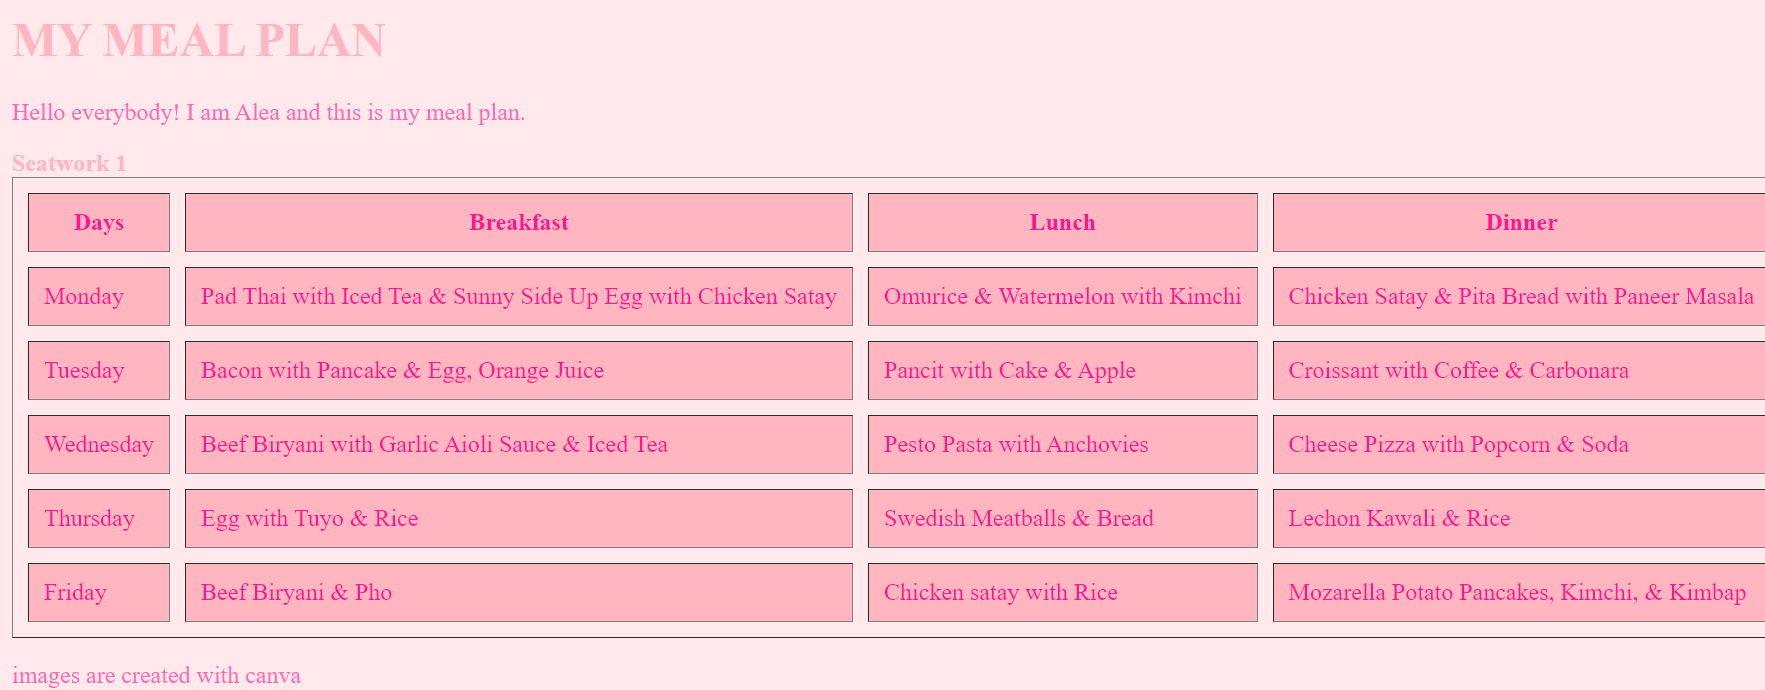 MY MEAL PLAN
Hello everybody! I am Alea and this is my meal plan.
Seatwork 1
Days Breakfast Lunch Dinner
Monday Pad Thai with Iced Tea & Sunny Side Up Egg with Chicken Satay Omurice & Watermelon with Kimchi Chicken Satay & Pita Bread with Paneer Masala
Tuesday Bacon with Pancake & Egg, Orange Juice Pancit with Cake & Apple Croissant with Coffee & Carbonara
Wednesday Beef Biryani with Garlic Aioli Sauce & Iced Tea Pesto Pasta with Anchovies Cheese Pizza with Popcorn & Soda
Thursday Egg with Tuyo & Rice Swedish Meatballs & Bread Lechon Kawali & Rice
Friday Beef Biryani & Pho Chicken satay with Rice Mozarella Potato Pancakes, Kimchi, & Kimbap
images are created with canva